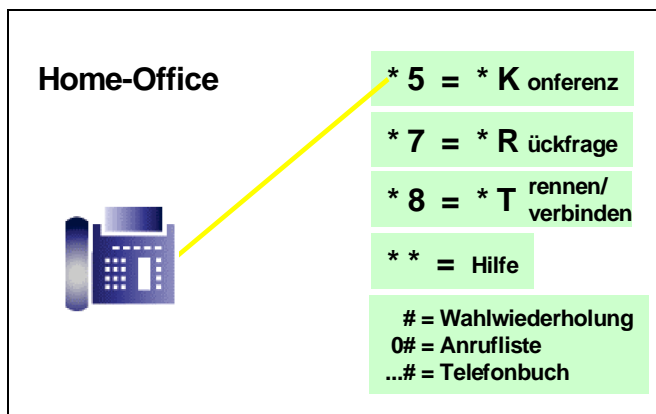 Home-Office
* 5 = * K onferenz
* 7 = * R ückfrage
* 8 = * T rennen/
verbinden
* * = Hilfe
# = Wahlwiederholung
0# = Anrufliste
...# = Telefonbuch